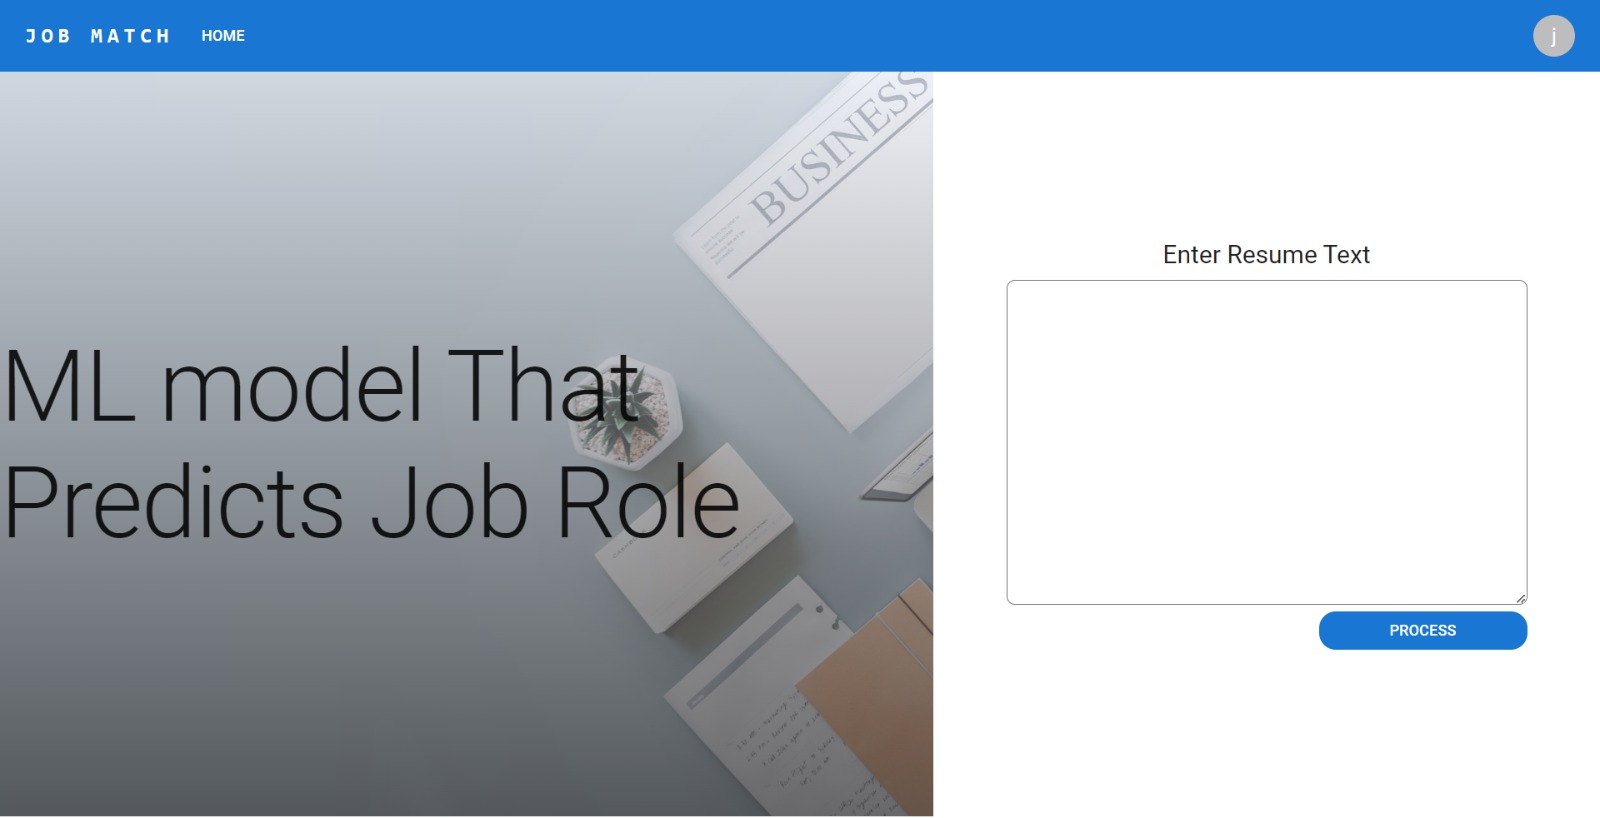 JOB MATCH HOME j
BUSINESS
ML model That
Predicts Job Role
Enter Resume Text
PROCESS